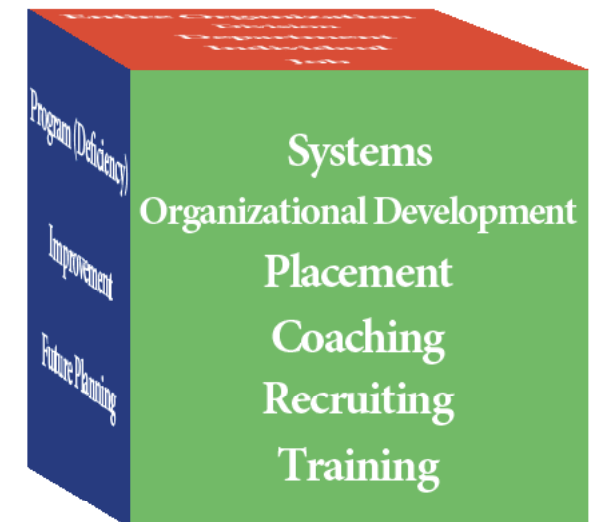 Entire Organization
Division
Department
Individual
Job
Program (Deficiency)
Improvement
Future Planning
Systems
Organizational Development
Placement
Coaching
Recruiting
Training